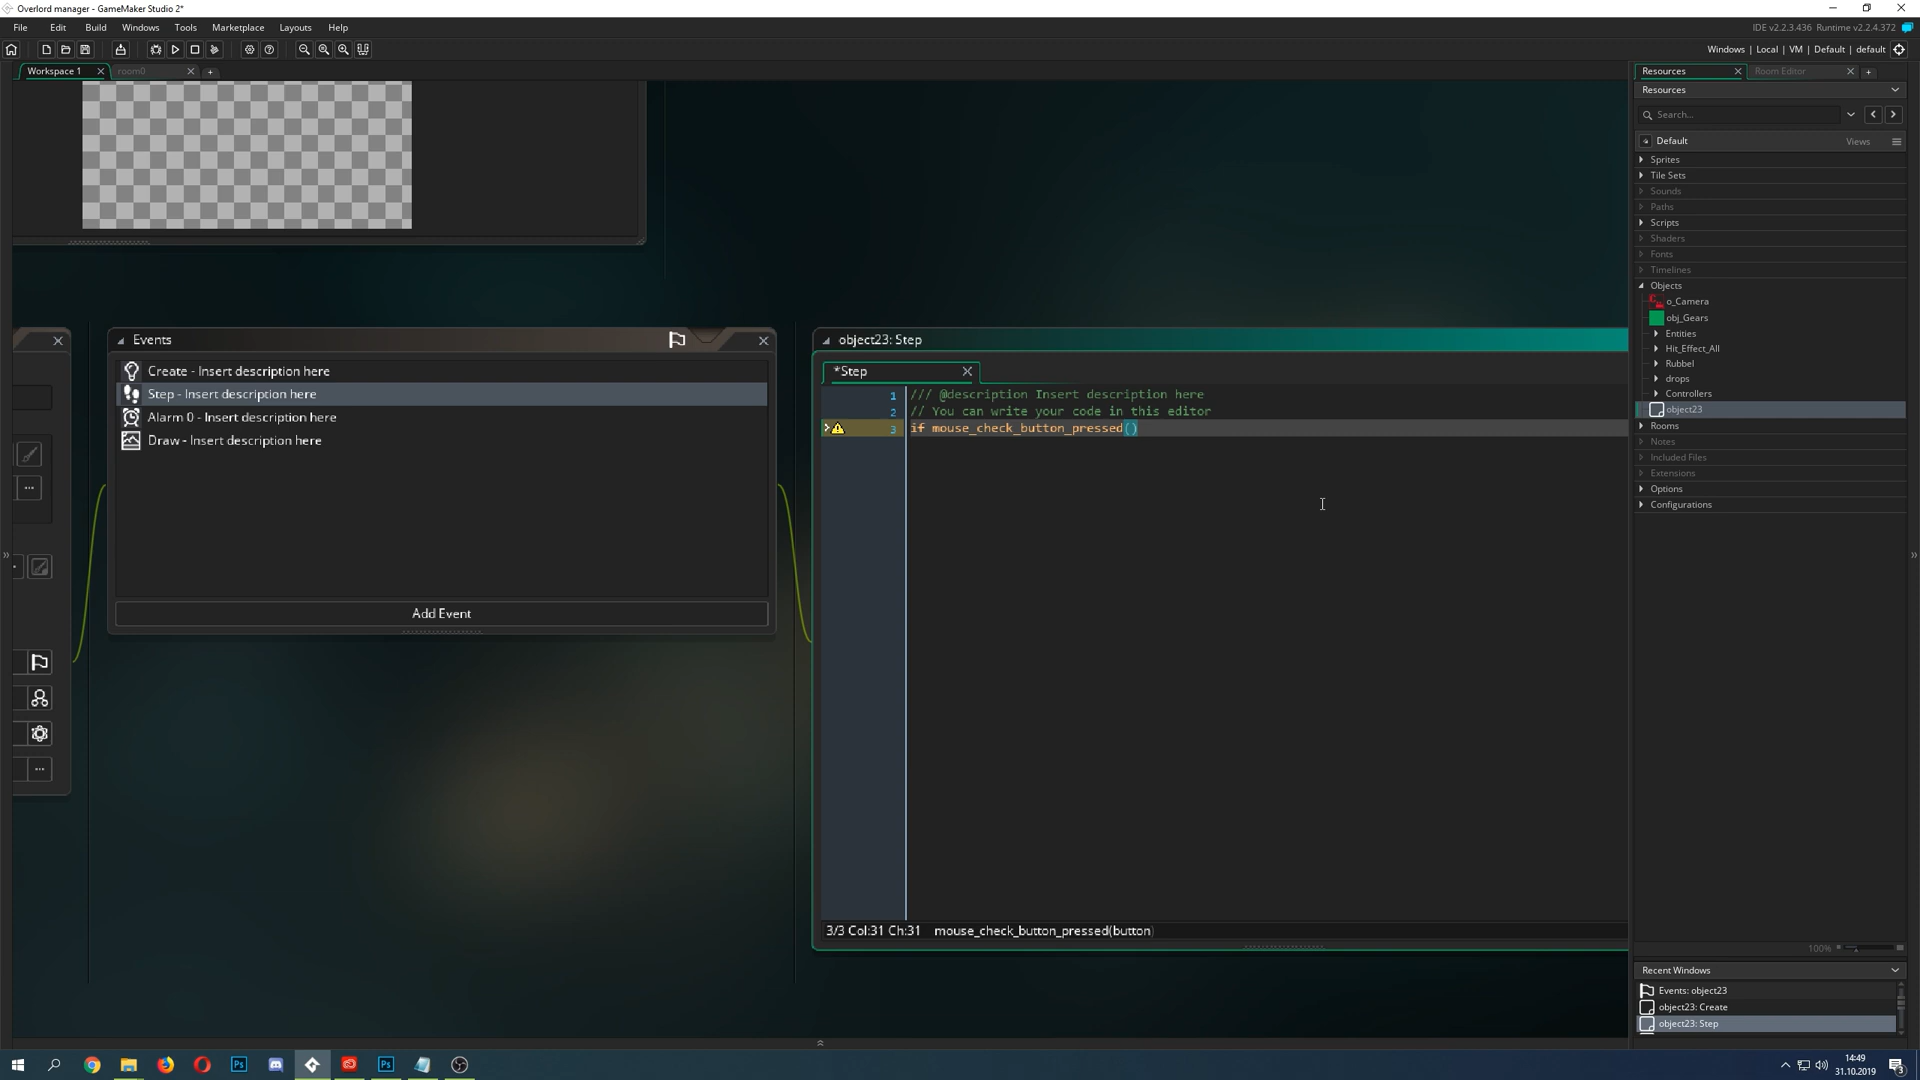 Overlord manager - GameMaker Studio 2*
File Edit Build Windows Tools Marketplace Layouts Help
IDE v2.2.3.436 Runtime v2.2.4.372
Windows | Local | VM | Default | default
Workspace 1
room0
Resources
Room Editor
Resources
Search...
Default
Views
Sprites
Tile Sets
Sounds
Paths
Scripts
Shaders
Fonts
Timelines
Objects
o_Camera
obj_Gears
Entities
Hit_Effect_All
Rubbel
drops
Controllers
object23
Rooms
Notes
Included Files
Extensions
Options
Configurations
Events
Create - Insert description here
Step - Insert description here
Alarm 0 - Insert description here
Draw - Insert description here
Add Event
object23: Step
*Step
1 /// @description Insert description here
2 // You can write your code in this editor
3 if mouse_check_button_pressed()
3/3 Col:31 Ch:31 mouse_check_button_pressed(button)
100%
Recent Windows
Events: object23
object23: Create
object23: Step
Ps
Ps
14:49
31.10.2019
3